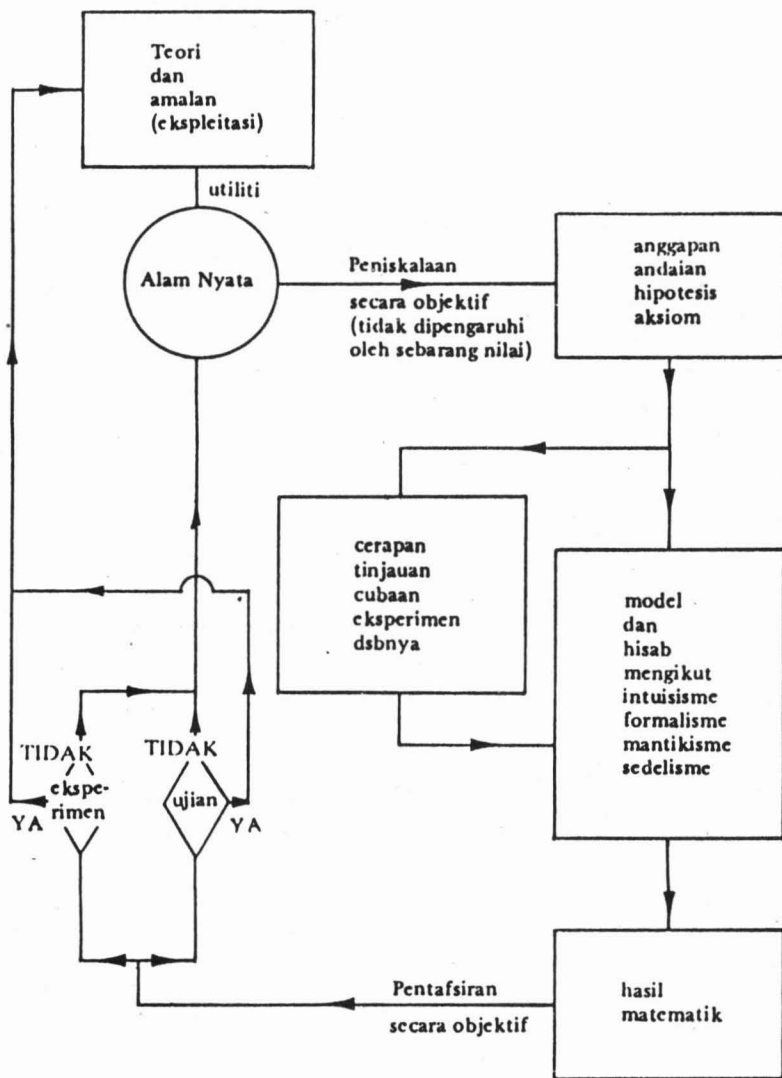 Teori
dan
amalan
(ekspleitasi)
utiliti
Alam Nyata
Peniskalaan
secara objektif
(tidak dipengaruhi
oleh sebarang nilai)
anggapan
andaian
hipotesis
aksiom
cerapan
tinjauan
cubaan
eksperimen
dsbnya
model
dan
hisab
mengikut
intuisisme
formalisme
mantikisme
sedelisme
TIDAK
TIDAK
ekspe-
rimen
ujian
YA
YA
Pentafsiran
secara objektif
hasil
matematik